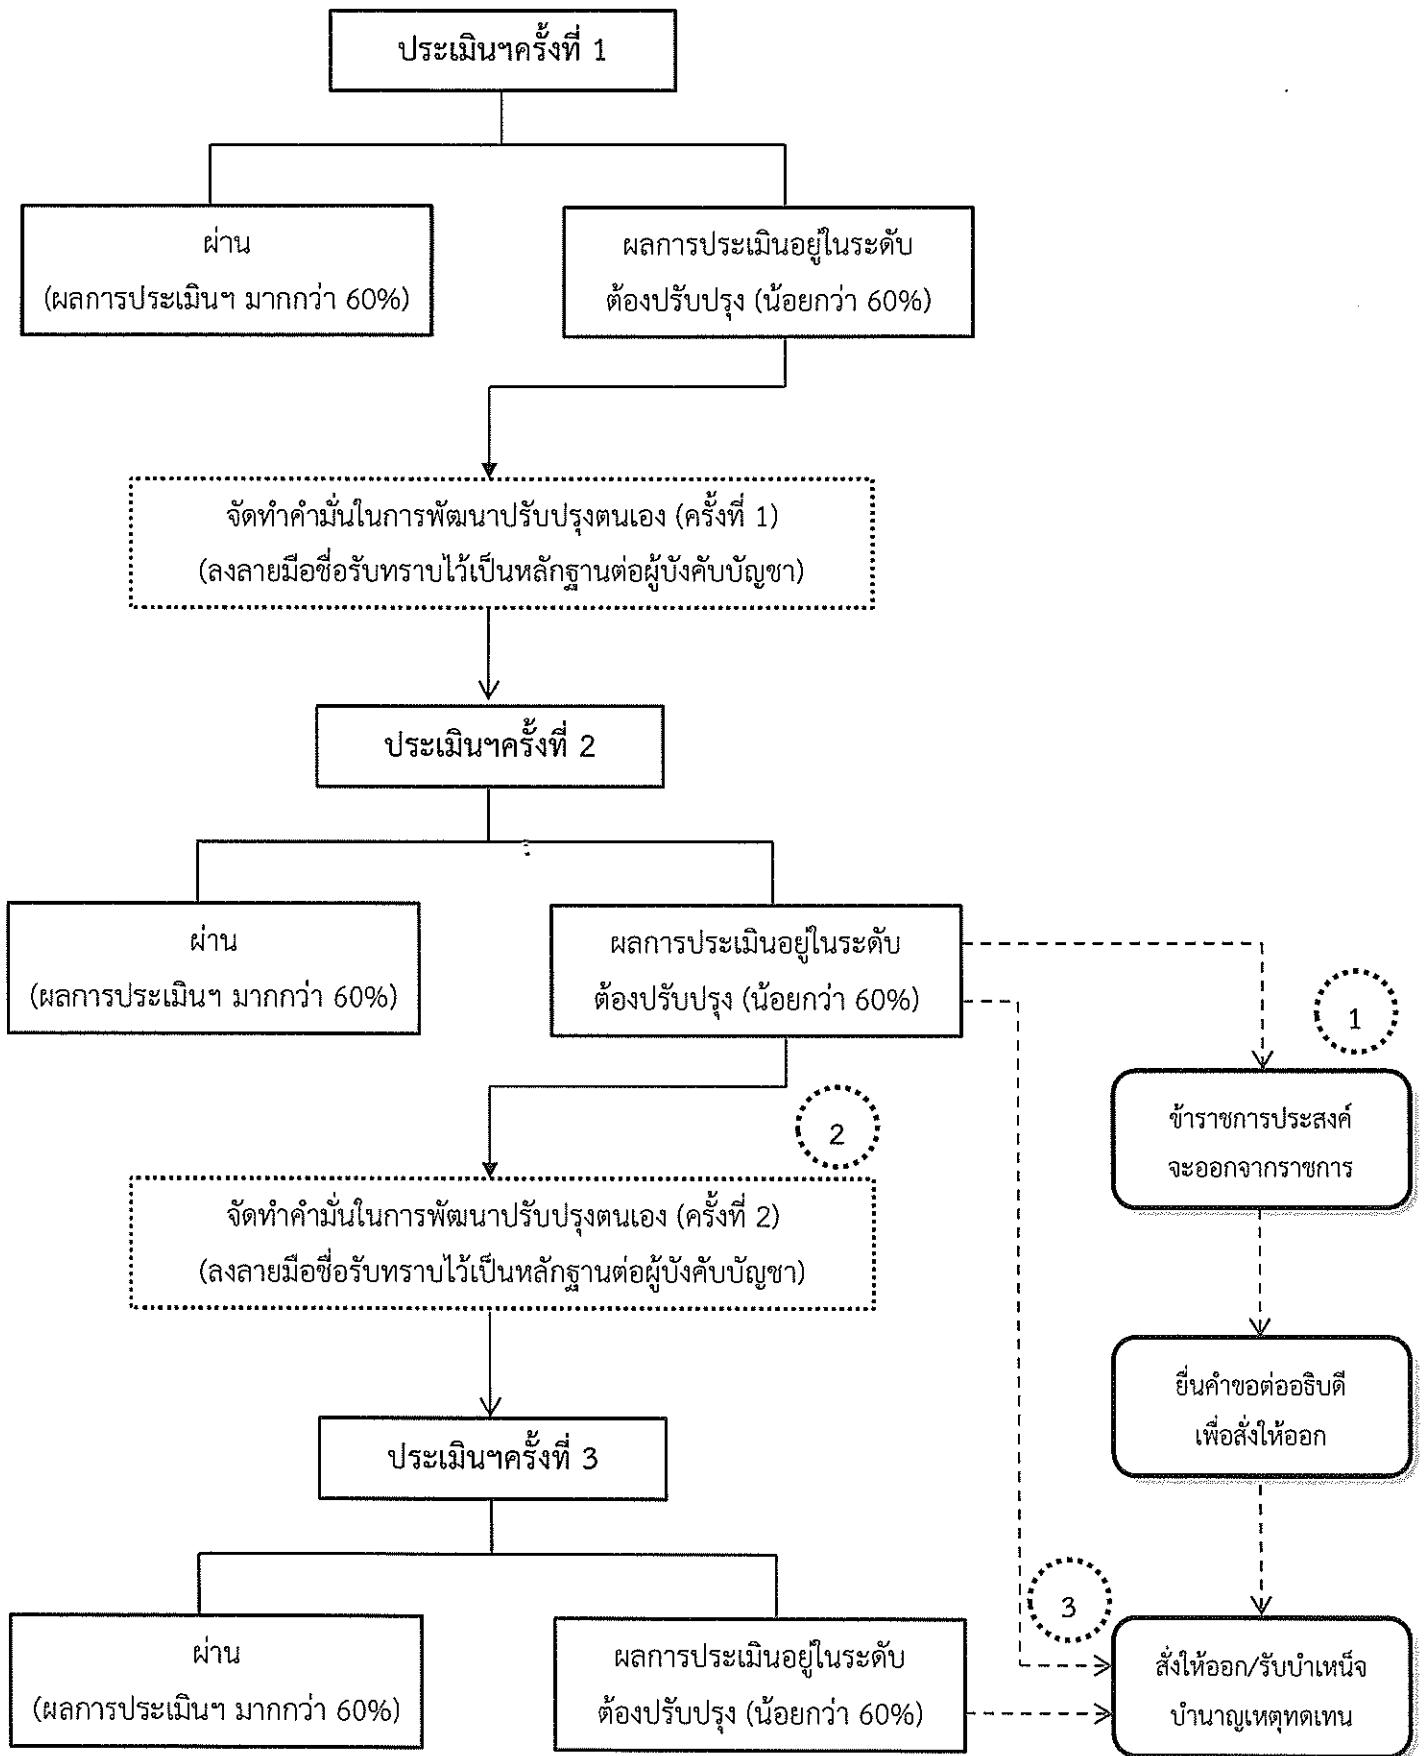 ประเมินฯครั้งที่ 1
ผ่าน
(ผลการประเมินฯ มากกว่า 60%)
ผลการประเมินอยู่ในระดับ
ต้องปรับปรุง (น้อยกว่า 60%)
จัดทำคำมั่นในการพัฒนาปรับปรุงตนเอง (ครั้งที่ 1)
(ลงลายมือชื่อรับทราบไว้เป็นหลักฐานต่อผู้บังคับบัญชา)
ประเมินฯครั้งที่ 2
ผ่าน
(ผลการประเมินฯ มากกว่า 60%)
ผลการประเมินอยู่ในระดับ
ต้องปรับปรุง (น้อยกว่า 60%)
1
ข้าราชการประสงค์
จะออกจากราชการ
2
จัดทำคำมั่นในการพัฒนาปรับปรุงตนเอง (ครั้งที่ 2)
(ลงลายมือชื่อรับทราบไว้เป็นหลักฐานต่อผู้บังคับบัญชา)
ยื่นคำขอต่ออธิบดี
เพื่อสั่งให้ออก
ประเมินฯครั้งที่ 3
ผ่าน
(ผลการประเมินฯ มากกว่า 60%)
ผลการประเมินอยู่ในระดับ
ต้องปรับปรุง (น้อยกว่า 60%)
3
สั่งให้ออก/รับบำเหน็จ
บำนาญเหตุทดเทน